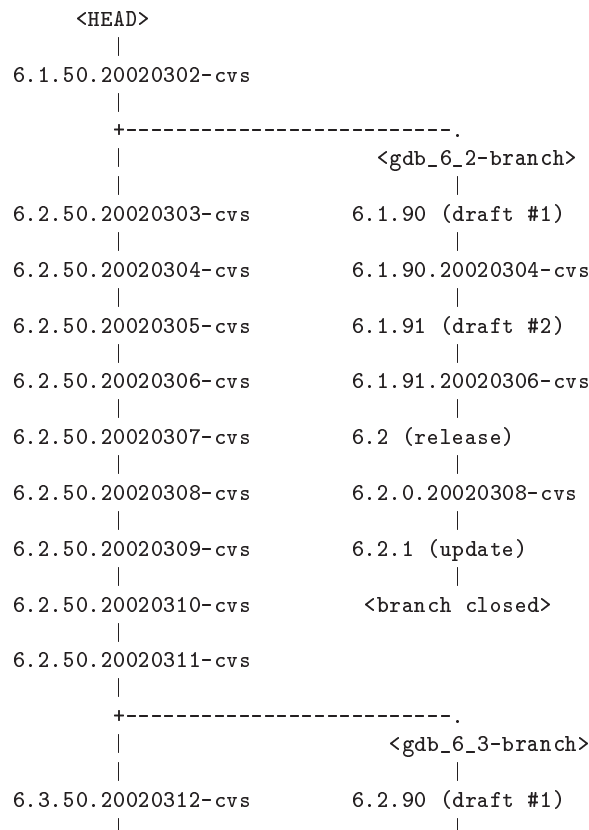 <HEAD>
|
6.1.50.20020302-cvs
|
+--------------------------.
| <gdb_6_2-branch>
| |
6.2.50.20020303-cvs 6.1.90 (draft #1)
| |
6.2.50.20020304-cvs 6.1.90.20020304-cvs
| |
6.2.50.20020305-cvs 6.1.91 (draft #2)
| |
6.2.50.20020306-cvs 6.1.91.20020306-cvs
| |
6.2.50.20020307-cvs 6.2 (release)
| |
6.2.50.20020308-cvs 6.2.0.20020308-cvs
| |
6.2.50.20020309-cvs 6.2.1 (update)
| |
6.2.50.20020310-cvs <branch closed>
|
6.2.50.20020311-cvs
|
+--------------------------.
| <gdb_6_3-branch>
| |
6.3.50.20020312-cvs 6.2.90 (draft #1)
| |